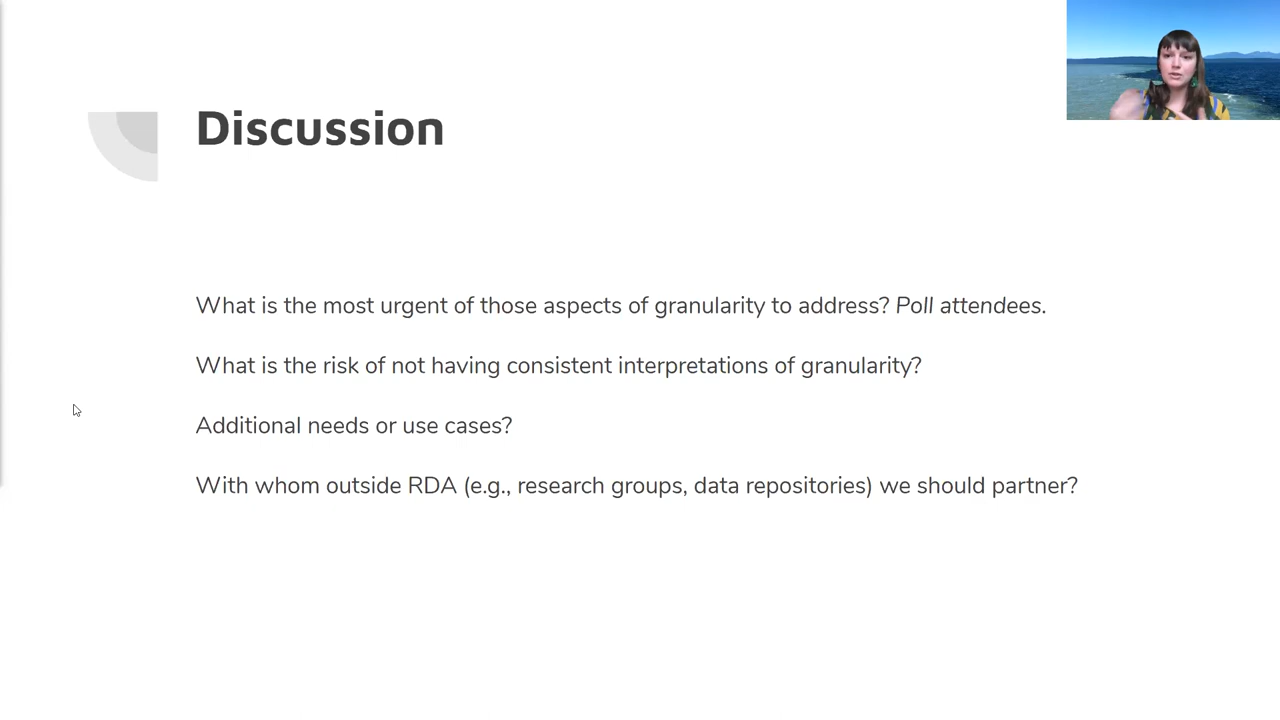 Discussion
What is the most urgent of those aspects of granularity to address? Poll attendees.
What is the risk of not having consistent interpretations of granularity?
Additional needs or use cases?
With whom outside RDA (e.g., research groups, data repositories) we should partner?